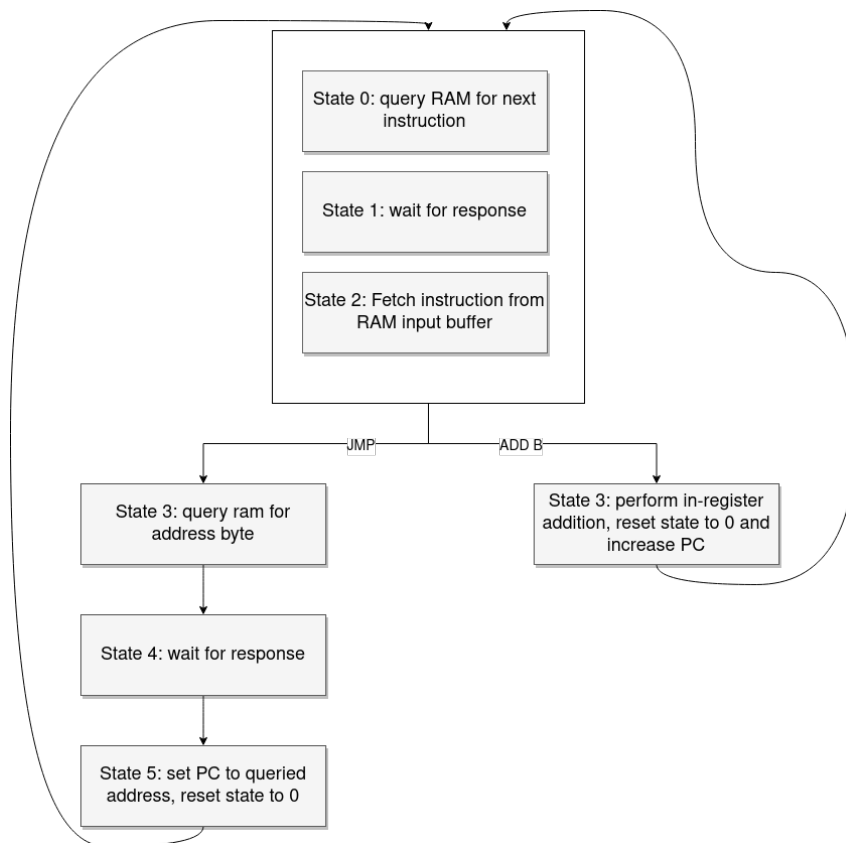 State 0: query RAM for next
instruction
State 1: wait for response
State 2: Fetch instruction from
RAM input buffer
JMP
ADD B
State 3: query ram for
address byte
State 3: perform in-register
addition, reset state to 0 and
increase PC
State 4: wait for response
State 5: set PC to queried
address, reset state to 0